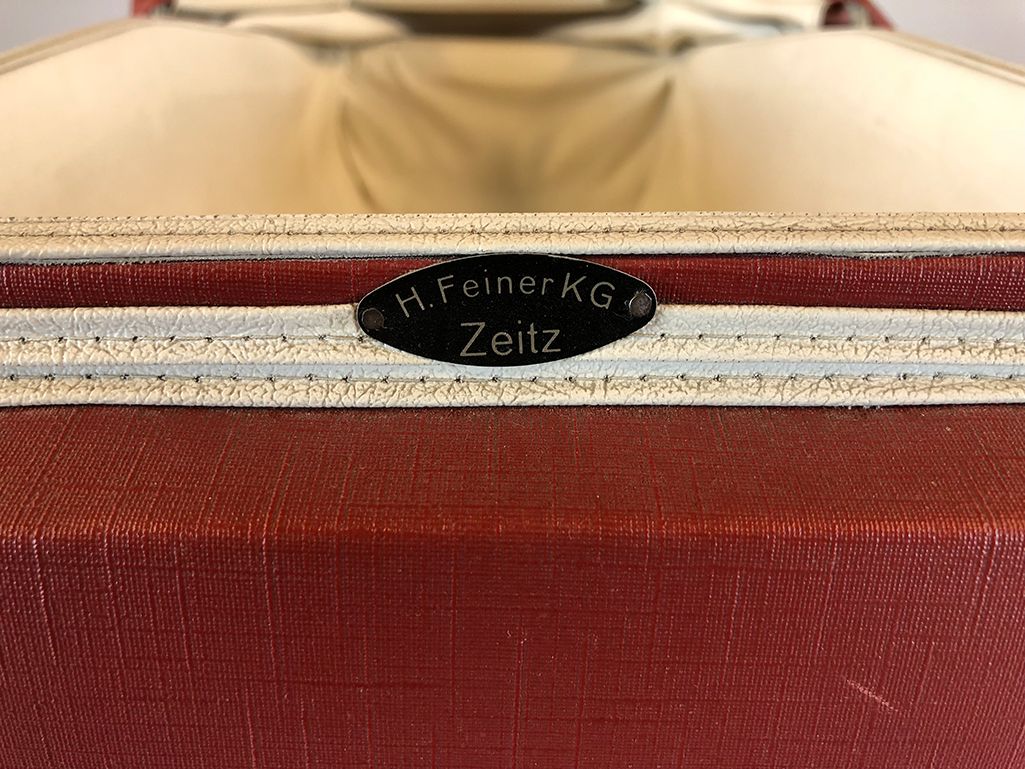 H. Feiner KG
Zeitz